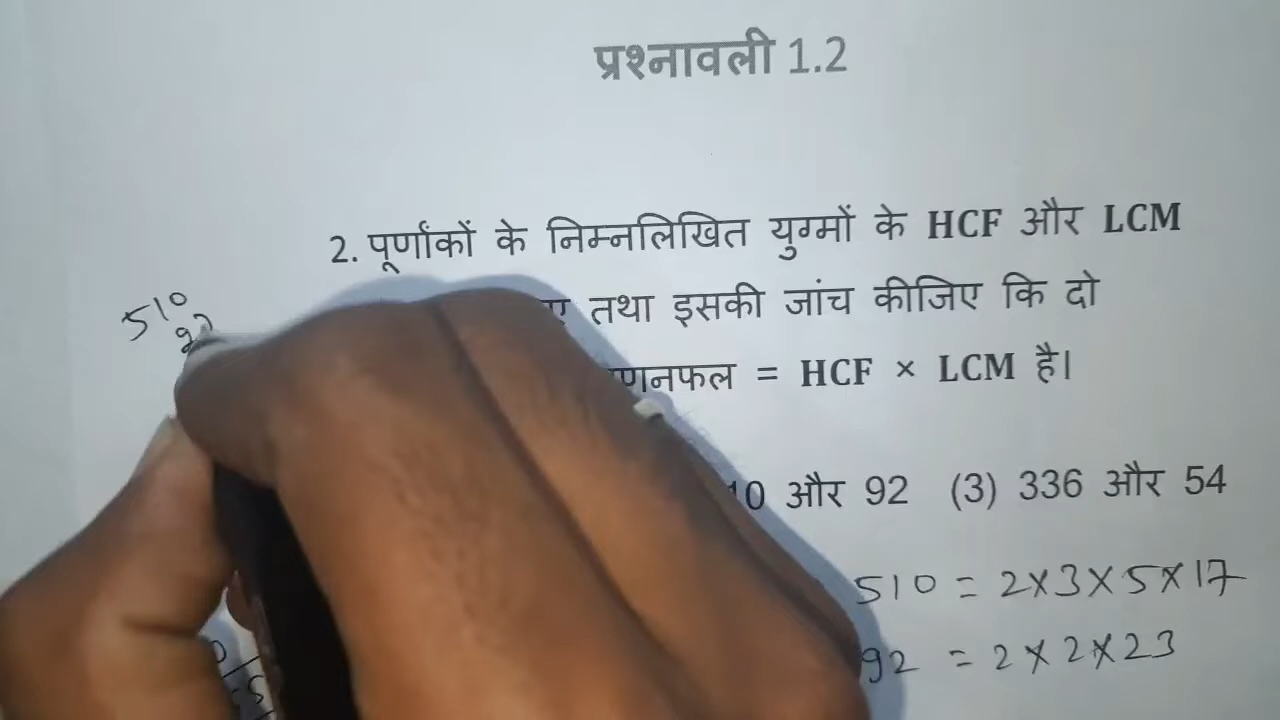 प्रश्नावली 1.2
2. पूर्णांकों के निम्नलिखित युग्मों के HCF और LCM
तथा इसकी जांच कीजिए कि दो
= HCF × LCM है।
और 92 (3) 336 और 54
510
510 = 2×3×5×17
92 = 2×2×23